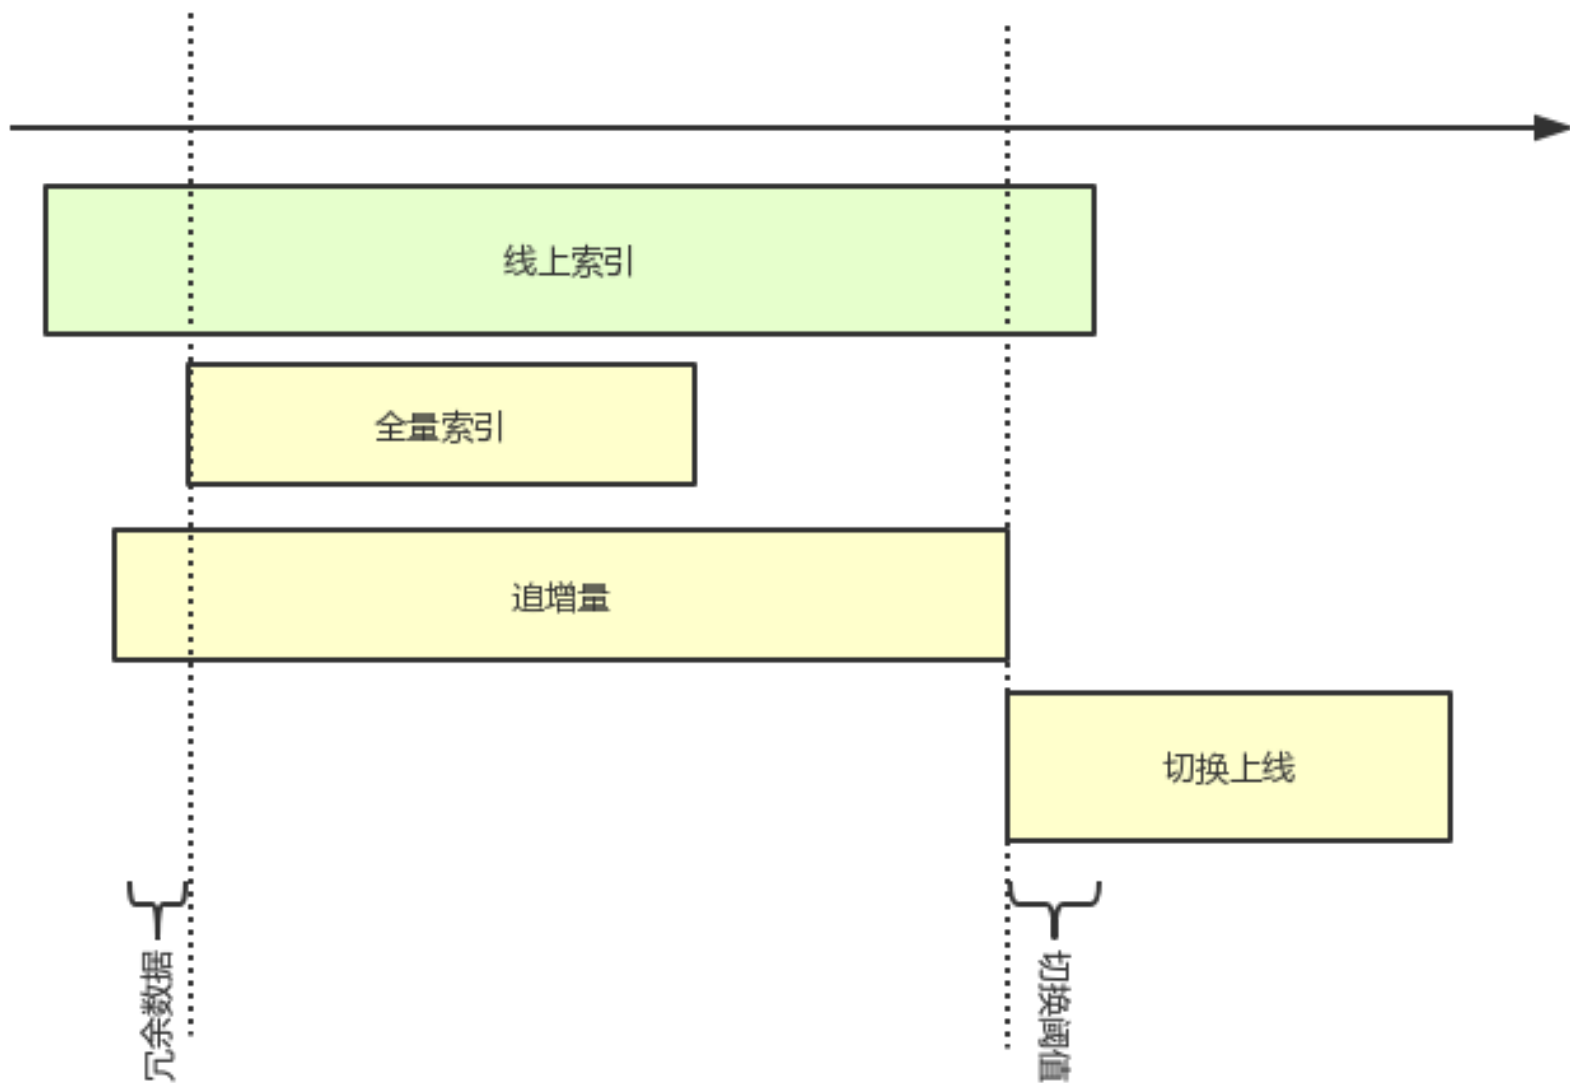 线上索引
全量索引
追增量
切换上线
冗余数据
切换阈值